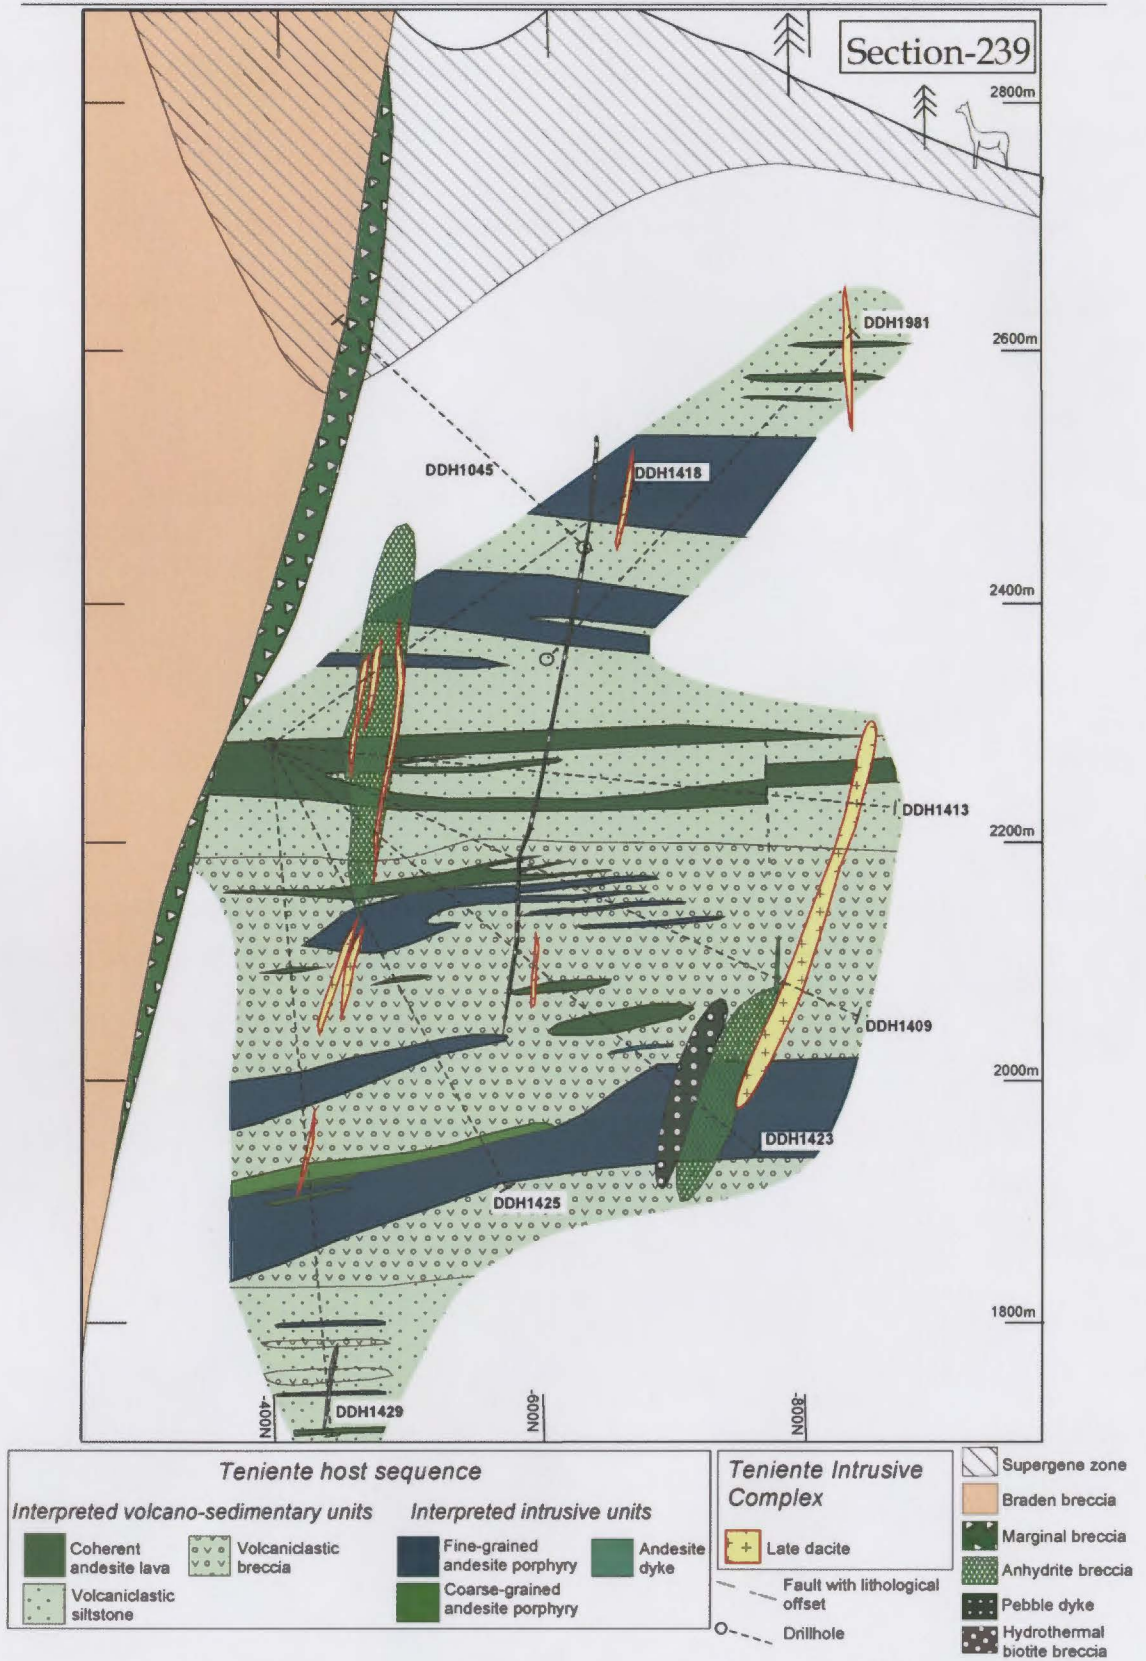 Section-239
2800m
DDH1981
2600m
DDH1045
DDH1418
2400m
DDH1413
2200m
DDH1409
2000m
DDH1423
DDH1425
1800m
-400N
-600N
-800N
DDH1429
Teniente host sequence
Interpreted volcano-sedimentary units
Interpreted intrusive units
Coherent
andesite lava
Volcaniclastic
breccia
Volcaniclastic
siltstone
Fine-grained
andesite porphyry
Andesite
dyke
Coarse-grained
andesite porphyry
Teniente Intrusive
Complex
Late dacite
Fault with lithological
offset
Drillhole
Supergene zone
Braden breccia
Marginal breccia
Anhydrite breccia
Pebble dyke
Hydrothermal
biotite breccia